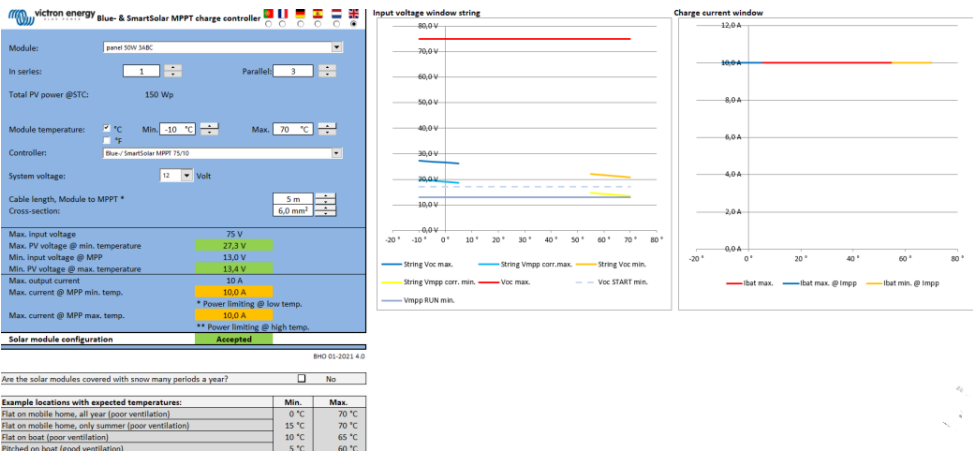 victron energy
BLUE POWER
Blue- & SmartSolar MPPT charge controller
Module: panel 50W 3ABC
In series: 1 Parallel: 3
Total PV power @STC: 150 Wp
Module temperature: °C Min. -10 °C Max. 70 °C
°F
Controller: Blue-/ SmartSolar MPPT 75/10
System voltage: 12 Volt
Cable length, Module to MPPT * 5 m
Cross-section: 6,0 mm²
Max. input voltage 75 V
Max. PV voltage @ min. temperature 27,3 V
Min. input voltage @ MPP 13,0 V
Min. PV voltage @ max. temperature 13,4 V
Max. output current 10 A
Max. current @ MPP min. temp. 10,0 A
* Power limiting @ low temp.
Max. current @ MPP max. temp. 10,0 A
** Power limiting @ high temp.
Solar module configuration Accepted
BHO 01-2021 4.0
Are the solar modules covered with snow many periods a year? No
Example locations with expected temperatures: Min. Max.
Flat on mobile home, all year (poor ventilation) 0 °C 70 °C
Flat on mobile home, only summer (poor ventilation) 15 °C 70 °C
Flat on boat (poor ventilation) 10 °C 65 °C
Pitched on boat (good ventilation) 5 °C 60 °C
Input voltage window string
80,0 V
70,0 V
60,0 V
50,0 V
40,0 V
30,0 V
20,0 V
10,0 V
0,0 V
-20 ° -10 ° 0 ° 10 ° 20 ° 30 ° 40 ° 50 ° 60 ° 70 ° 80 °
String Voc max. String Vmpp corr.max. String Voc min.
String Vmpp corr. min. Voc max. Voc START min.
Vmpp RUN min.
Charge current window
12,0 A
10,0 A
8,0 A
6,0 A
4,0 A
2,0 A
0,0 A
-20 ° 0 ° 20 ° 40 ° 60 ° 80 °
Ibat max. Ibat max. @ Impp Ibat min. @ Impp